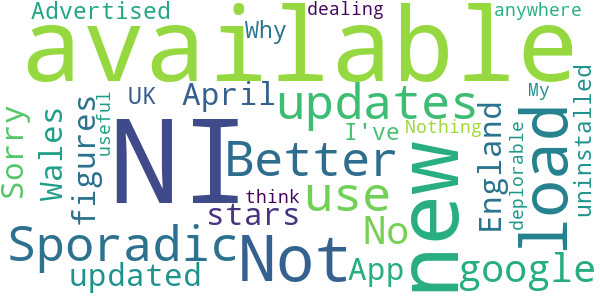 Advertised
dealing
anywhere
available
Why
UK
April
updates
My
Sorry
Wales
figures
useful
NI
I've
Nothing
new
England
deplorable
load
uninstalled
Better
use
think
stars
No
Sporadic
Not
updated
App
google